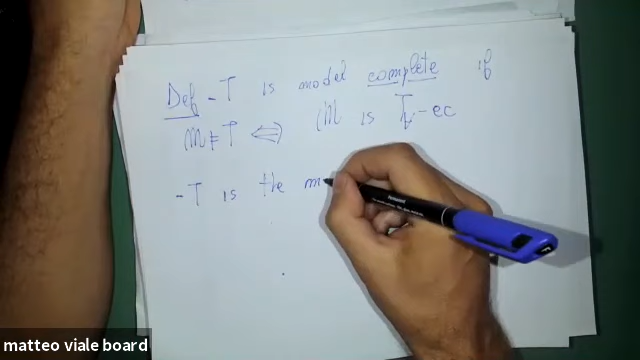 Def - T is model complete if
M ⊨ T ⟺ M is T-ec
- T is the m
matteo viale board